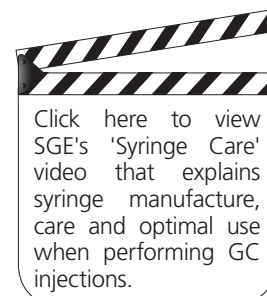 Click here to view
SGE's 'Syringe Care'
video that explains
syringe manufacture,
care and optimal use
when performing GC
injections.